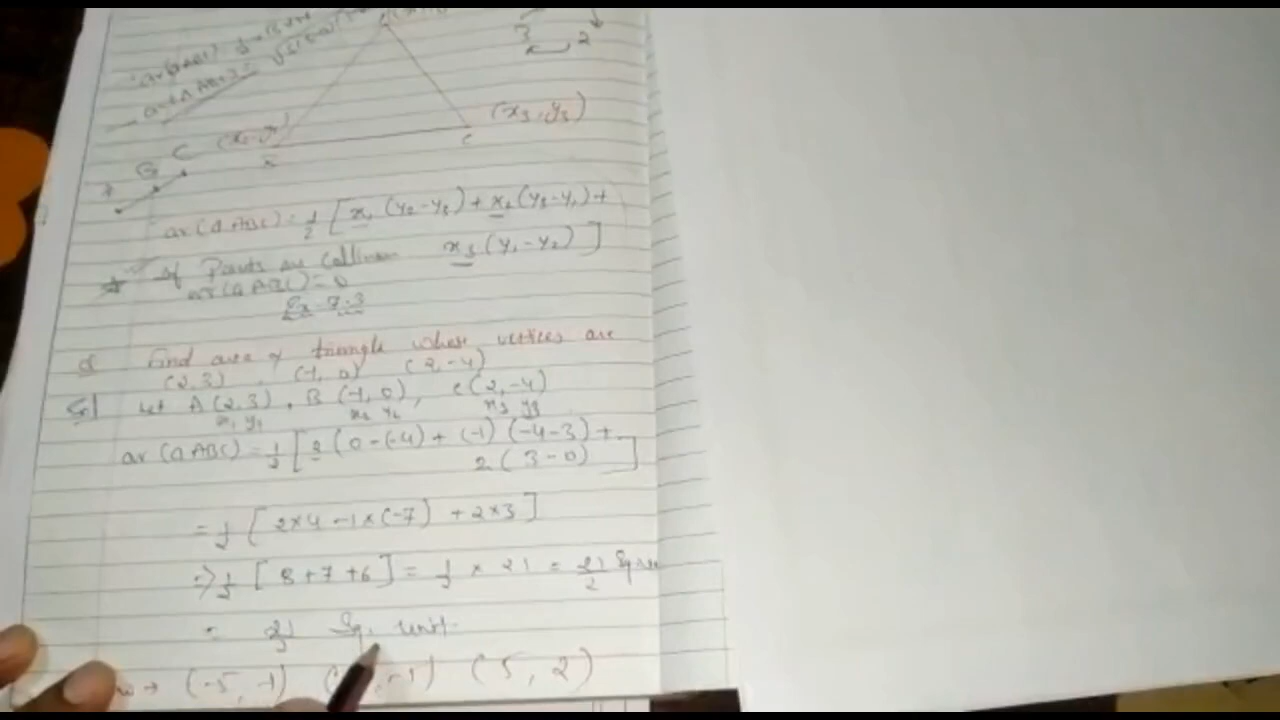 3 2
(x3, y3)
B C
C
ar(Δ ABC) = 1/2 [ x1 (y2-y3) + x2 (y3-y1) +
x3 (y1-y2) ]
If Points are Collinear
ar(Δ ABC) = 0
Ex 7.3
Find area of triangle whose vertices are
(2,3) , (-1, 0) (2,-4)
Sol let A(2,3) , B (-1,0), C(2,-4)
x1 y1 x2 y2 x3 y3
ar(Δ ABC) = 1/2 [ 2 (0-(-4) + (-1) (-4-3) +
2 ( 3-0) ]
= 1/2 [ 2×4 -1×(-7) + 2×3 ]
=> 1/2 [ 8+7+6 ] = 1/2 × 21 = 21/2 Sq
= 21/2 Sq. unit.
→ (-5, -1) , -1) (5, 2)